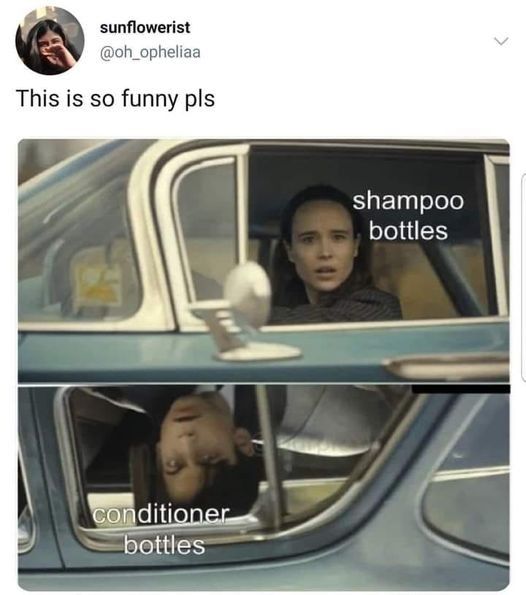 sunflowerist
@oh_opheliaa
This is so funny pls
shampoo
bottles
conditioner
bottles